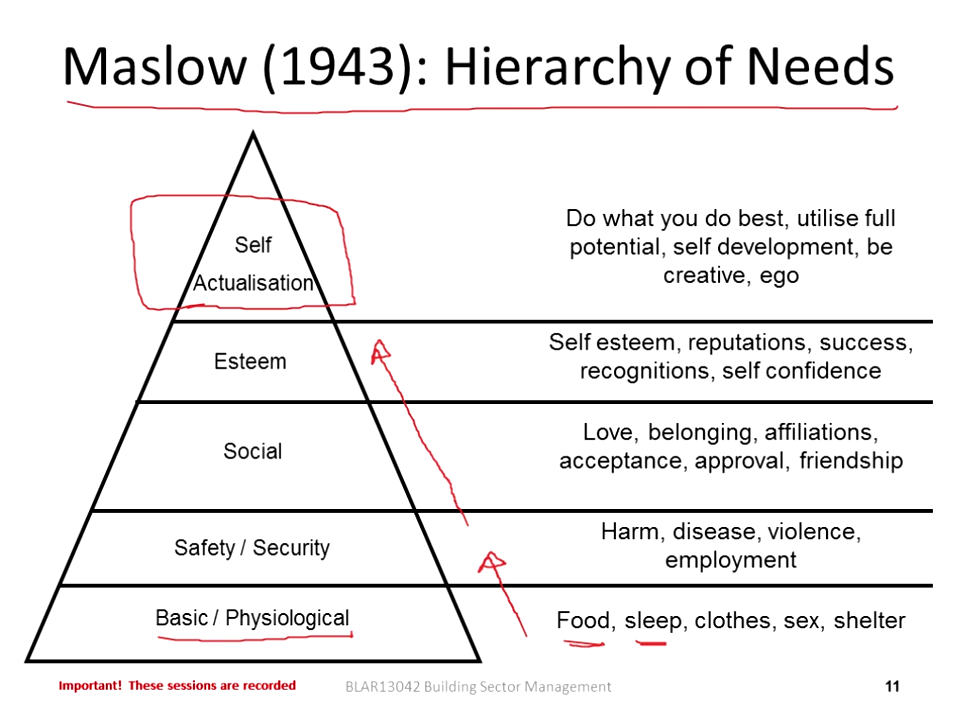 Maslow (1943): Hierarchy of Needs
Self
Actualisation
Do what you do best, utilise full
potential, self development, be
creative, ego
Esteem
Self esteem, reputations, success,
recognitions, self confidence
Social
Love, belonging, affiliations,
acceptance, approval, friendship
Safety / Security
Harm, disease, violence,
employment
Basic / Physiological
Food, sleep, clothes, sex, shelter
Important! These sessions are recorded
BLAR13042 Building Sector Management
11